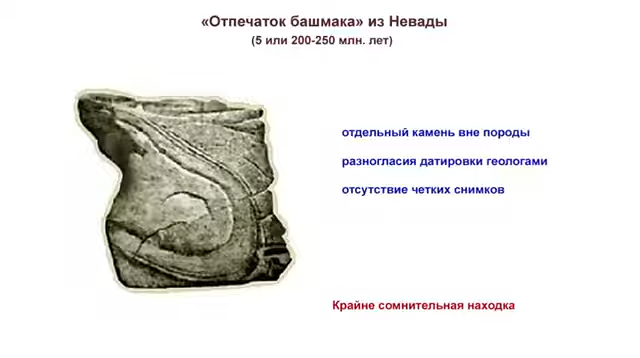 «Отпечаток башмака» из Невады
(5 или 200-250 млн. лет)
отдельный камень вне породы
разногласия датировки геологами
отсутствие четких снимков
Крайне сомнительная находка